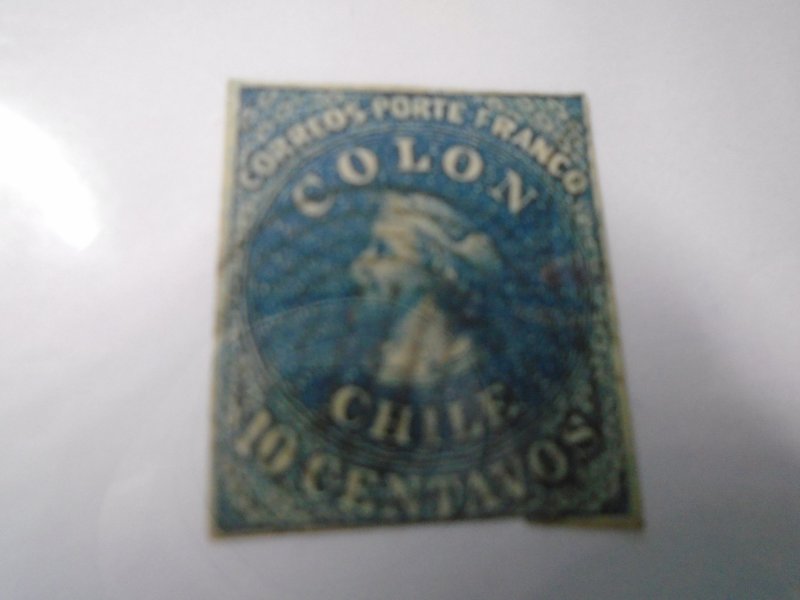 CORREOS PORTE FRANCO
COLON
CHILE
10 CENTAVOS